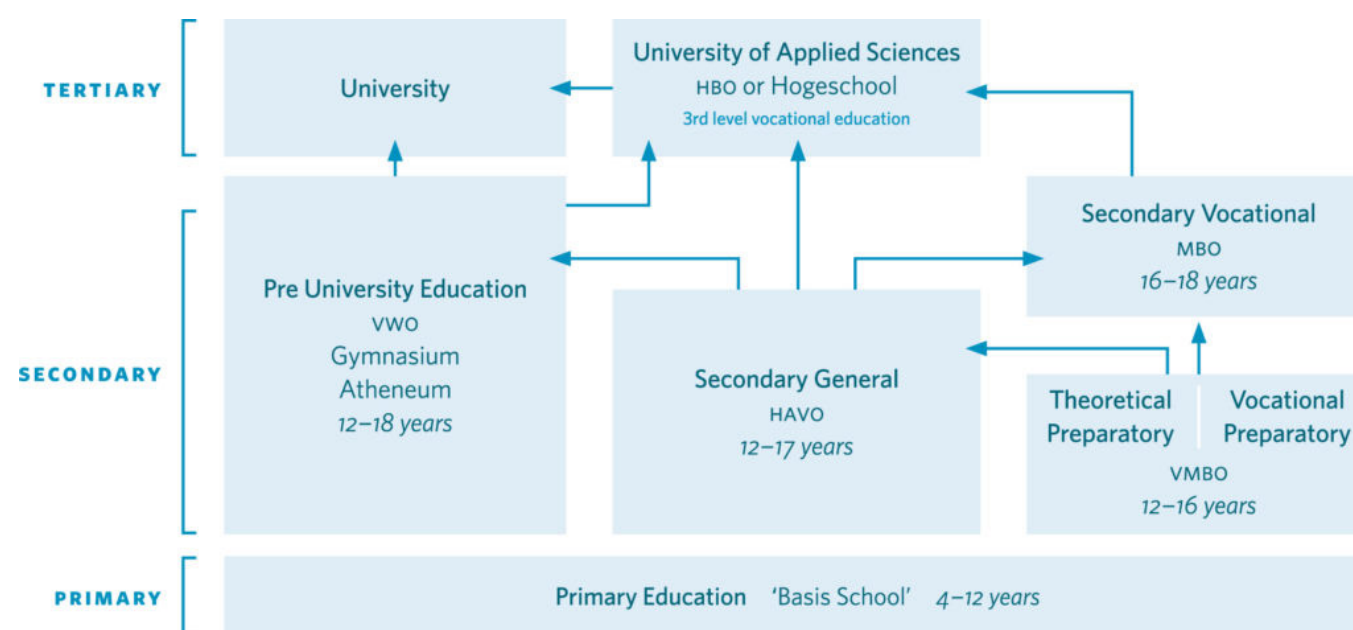 TERTIARY
University
University of Applied Sciences
HBO or Hogeschool
3rd level vocational education
SECONDARY
Pre University Education
VWO
Gymnasium
Atheneum
12–18 years
Secondary General
HAVO
12–17 years
Secondary Vocational
MBO
16–18 years
Theoretical
Preparatory
Vocational
Preparatory
VMBO
12–16 years
PRIMARY
Primary Education ‘Basis School’ 4–12 years